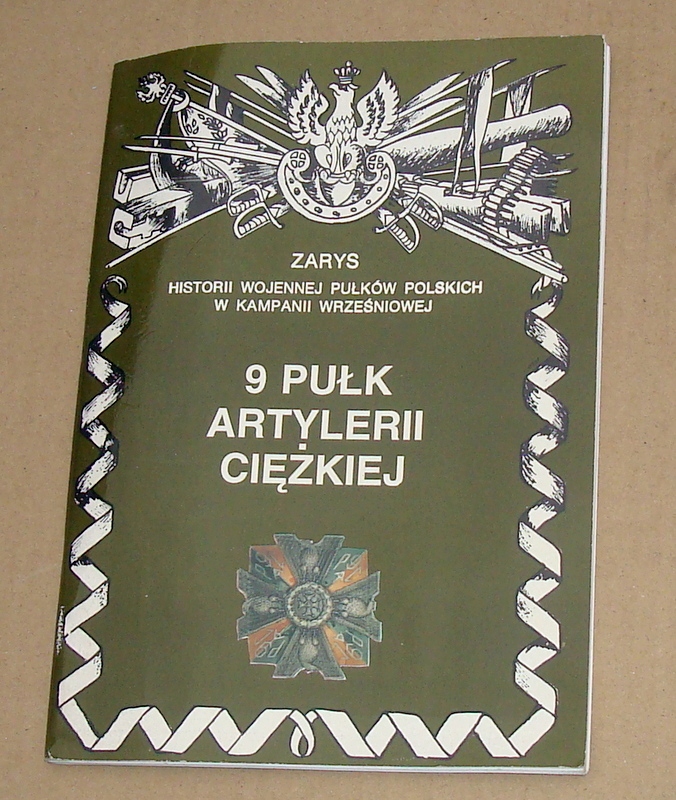 ZARYS
HISTORII WOJENNEJ PUŁKÓW POLSKICH
W KAMPANII WRZEŚNIOWEJ
9 PUŁK
ARTYLERII
CIĘŻKIEJ